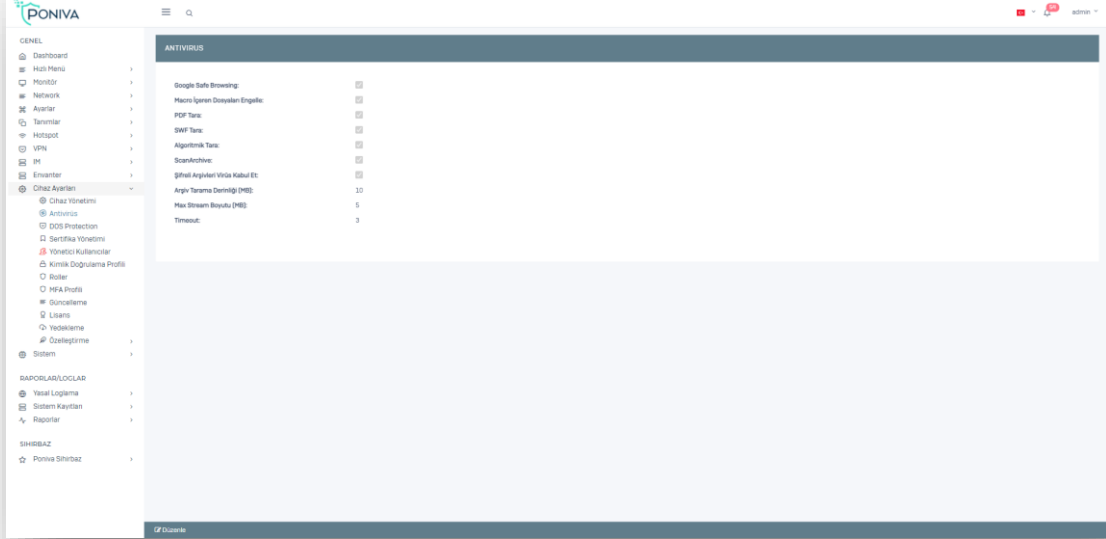 PONIVA
54
admin
GENEL
Dashboard
Hızlı Menü
Monitör
Network
Ayarlar
Tanımlar
Hotspot
VPN
IM
Envanter
Cihaz Ayarları
Cihaz Yönetimi
Antivirüs
DOS Protection
Sertifika Yönetimi
Yönetici Kullanıcılar
Kimlik Doğrulama Profili
Roller
MFA Profili
Güncelleme
Lisans
Yedekleme
Özelleştirme
Sistem
RAPORLAR/LOGLAR
Yasal Loglama
Sistem Kayıtları
Raporlar
SIHIRBAZ
Poniva Sihirbaz
ANTIVIRUS
Google Safe Browsing:
Macro İçeren Dosyaları Engelle:
PDF Tara:
SWF Tara:
Algoritmik Tara:
ScanArchive:
Şifreli Arşivleri Virüs Kabul Et:
Arşiv Tarama Derinliği [MB]: 10
Max Stream Boyutu [MB]: 5
Timeout: 3
Düzenle